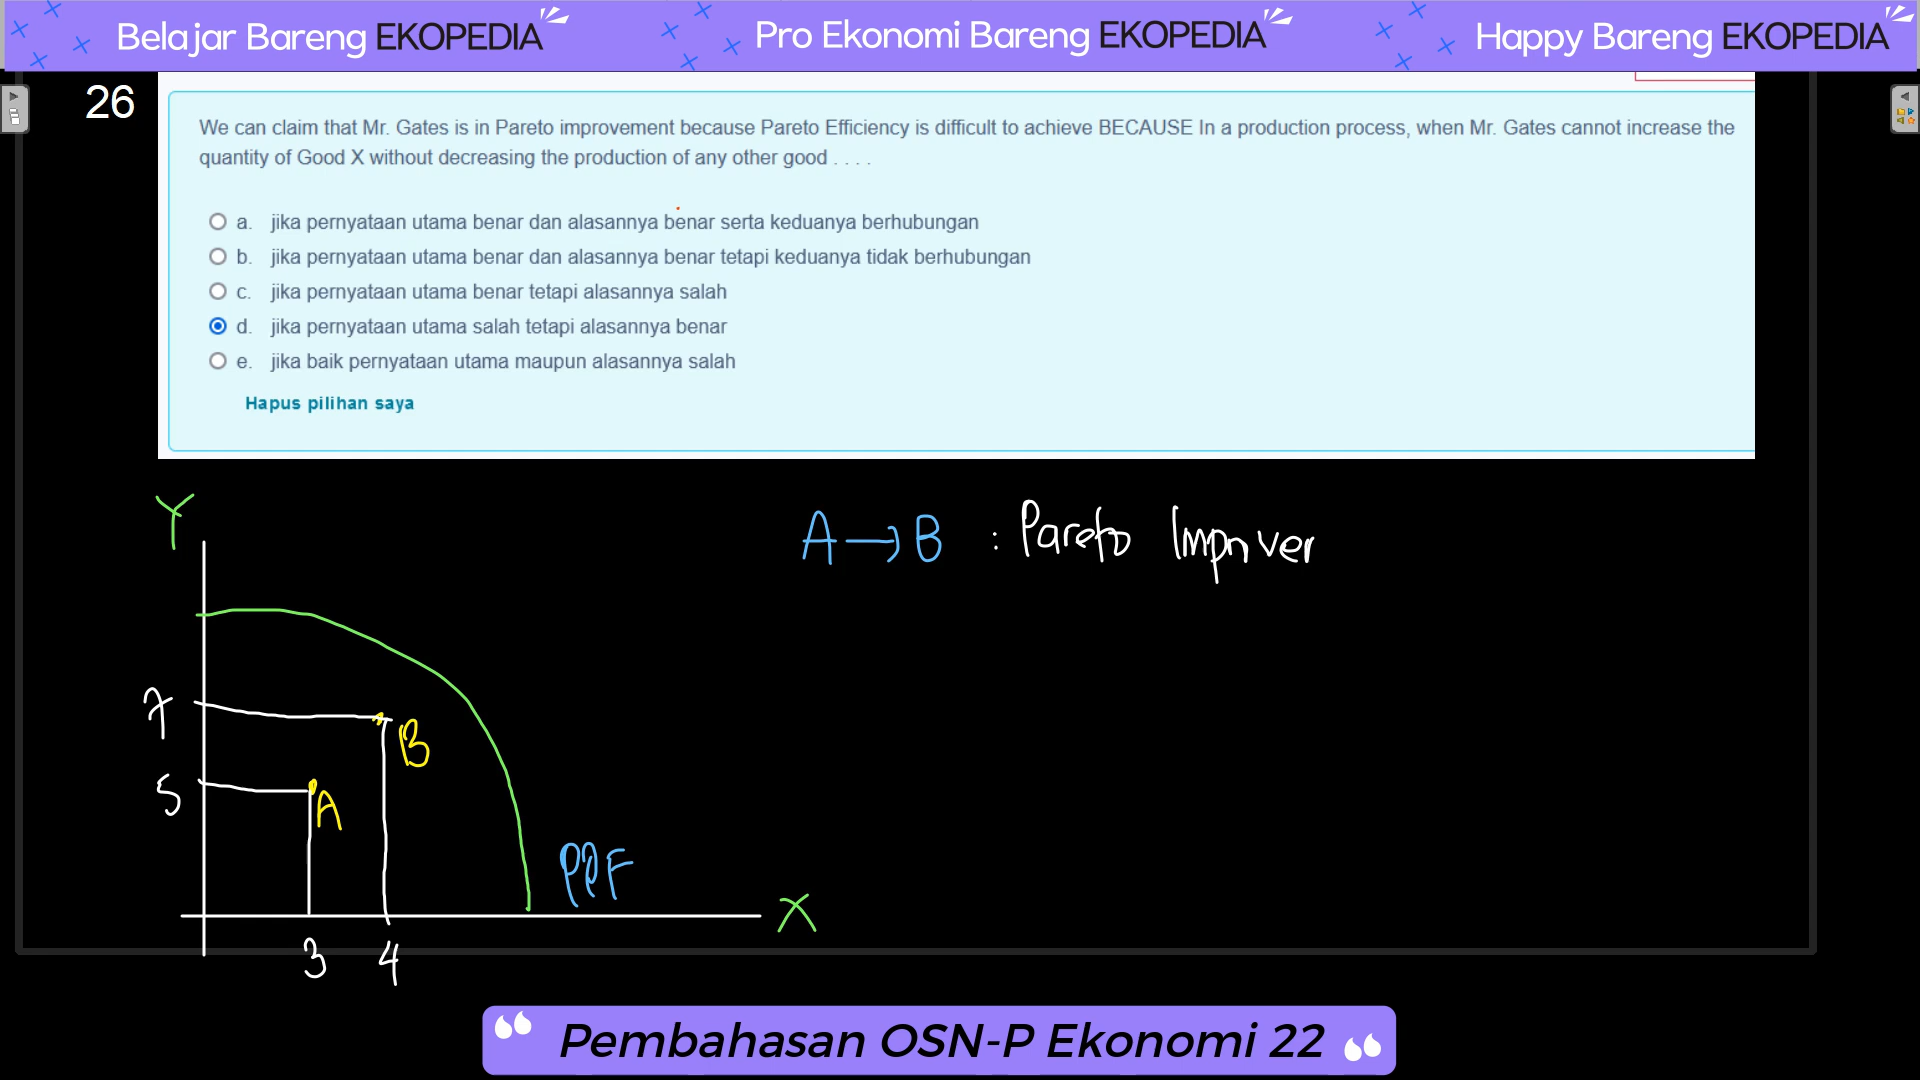 Belajar Bareng EKOPEDIA Pro Ekonomi Bareng EKOPEDIA Happy Bareng EKOPEDIA
26
We can claim that Mr. Gates is in Pareto improvement because Pareto Efficiency is difficult to achieve BECAUSE In a production process, when Mr. Gates cannot increase the
quantity of Good X without decreasing the production of any other good . . . .
a. jika pernyataan utama benar dan alasannya benar serta keduanya berhubungan
b. jika pernyataan utama benar dan alasannya benar tetapi keduanya tidak berhubungan
c. jika pernyataan utama benar tetapi alasannya salah
d. jika pernyataan utama salah tetapi alasannya benar
e. jika baik pernyataan utama maupun alasannya salah
Hapus pilihan saya
Y
A → B : Pareto Improver
7
B
5
A
PPF
X
3 4
Pembahasan OSN-P Ekonomi 22